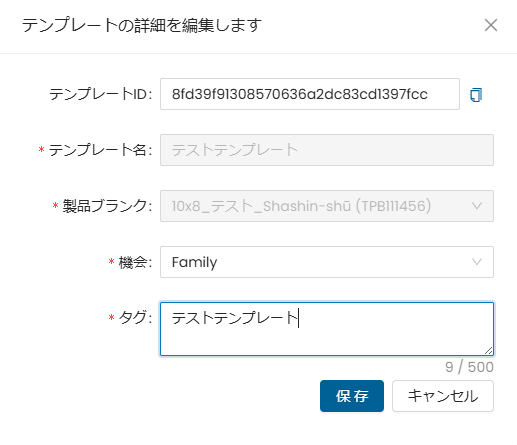 テンプレートの詳細を編集します
テンプレートID: 8fd39f91308570636a2dc83cd1397fcc
* テンプレート名: テストテンプレート
* 製品ブランク: 10x8_テスト_Shashin-shū (TPB111456)
* 機会: Family
* タグ: テストテンプレート
9 / 500
保存 キャンセル